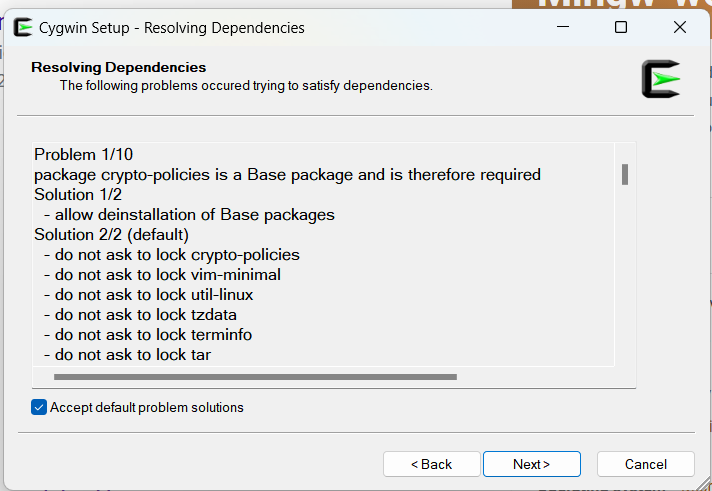 Cygwin Setup - Resolving Dependencies
Resolving Dependencies
The following problems occured trying to satisfy dependencies.
Problem 1/10
package crypto-policies is a Base package and is therefore required
Solution 1/2
- allow deinstallation of Base packages
Solution 2/2 (default)
- do not ask to lock crypto-policies
- do not ask to lock vim-minimal
- do not ask to lock util-linux
- do not ask to lock tzdata
- do not ask to lock terminfo
- do not ask to lock tar
Accept default problem solutions
< Back
Next >
Cancel